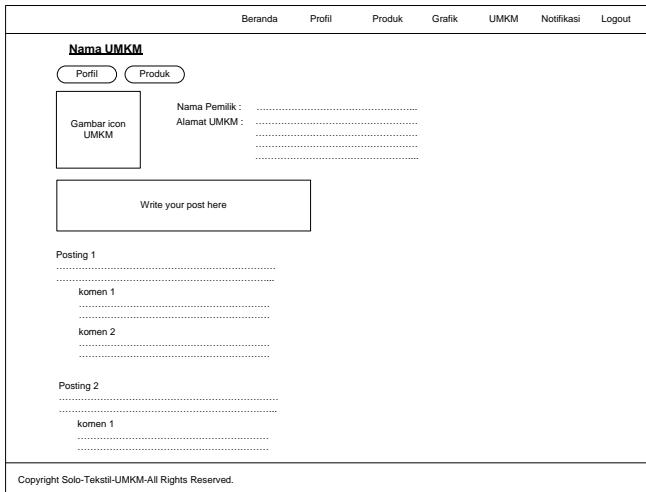 Beranda Profil Produk Grafik UMKM Notifikasi Logout
Nama UMKM
Porfil Produk
Gambar icon
UMKM
Nama Pemilik : ………………………………………...
Alamat UMKM : …………………………………………
…………………………………………
…………………………………………
………………………………………....
Write your post here
Posting 1
…………………………………………………………
………………………………………………………...
komen 1
…………………………………………………
…………………………………………………
komen 2
…………………………………………………
…………………………………………………
Posting 2
…………………………………………………………
………………………………………………………...
komen 1
…………………………………………………
…………………………………………………
Copyright Solo-Tekstil-UMKM-All Rights Reserved.